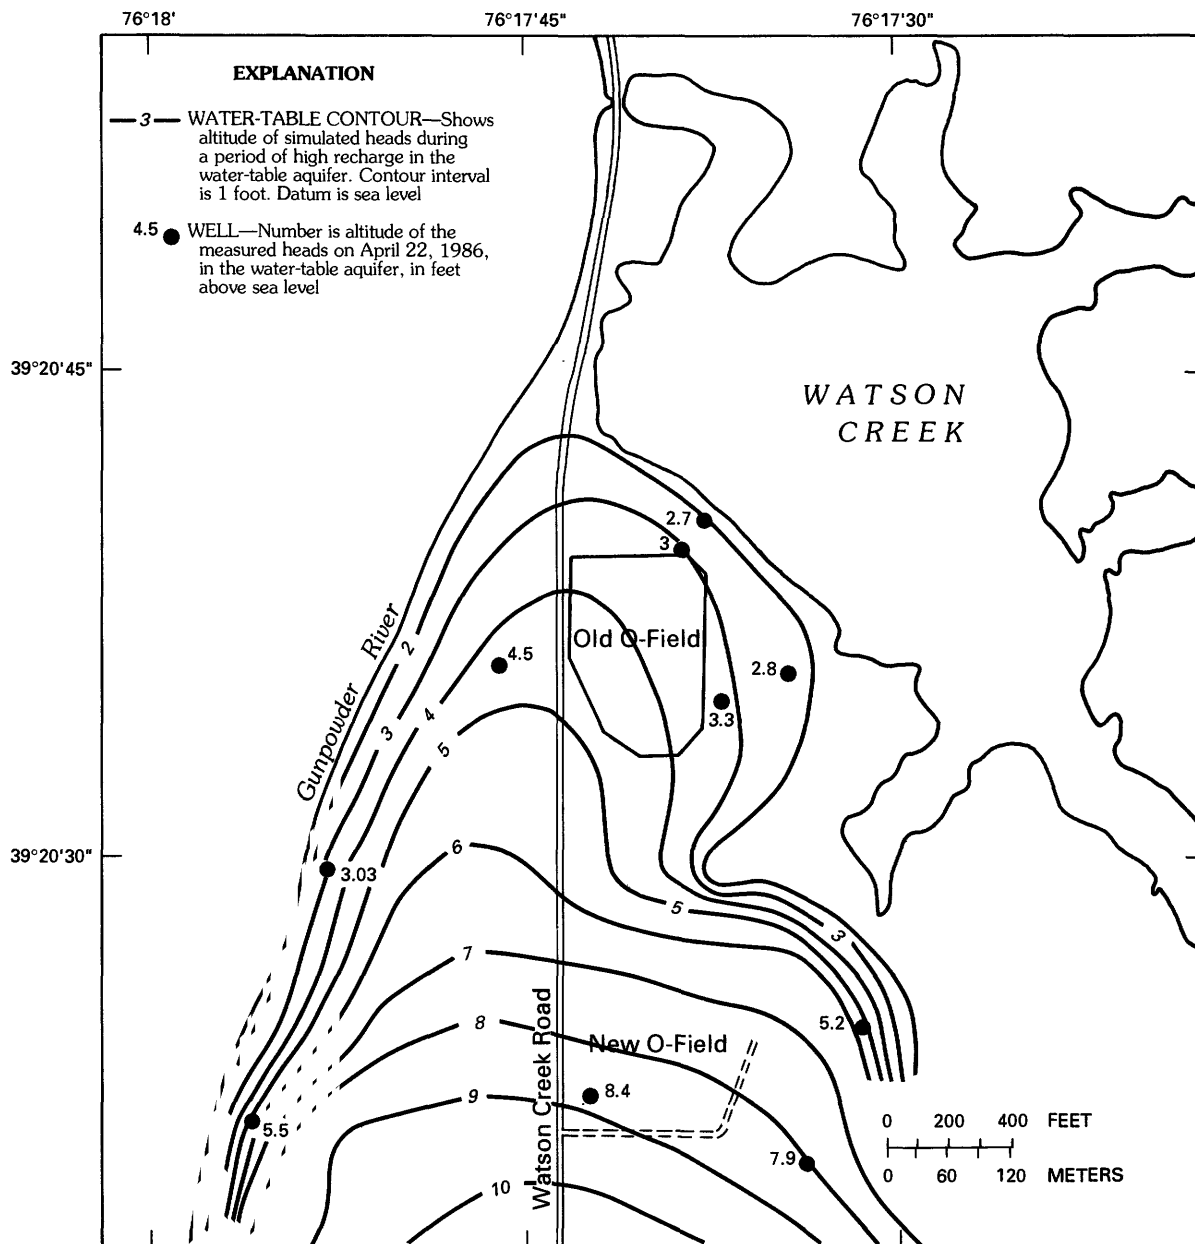 76°18' 76°17'45" 76°17'30"
EXPLANATION
3 WATER-TABLE CONTOUR—Shows
altitude of simulated heads during
a period of high recharge in the
water-table aquifer. Contour interval
is 1 foot. Datum is sea level
4.5 WELL—Number is altitude of the
measured heads on April 22, 1986,
in the water-table aquifer, in feet
above sea level
39°20'45"
WATSON
CREEK
2.7
3
Gunpowder River
2
Old O-Field
4.5
2.8
3.3
4
3
5
39°20'30"
6
3.03
5
3
7
5.2
8
New O-Field
Watson Creek Road
9
8.4
5.5
7.9
10
0 200 400 FEET
0 60 120 METERS